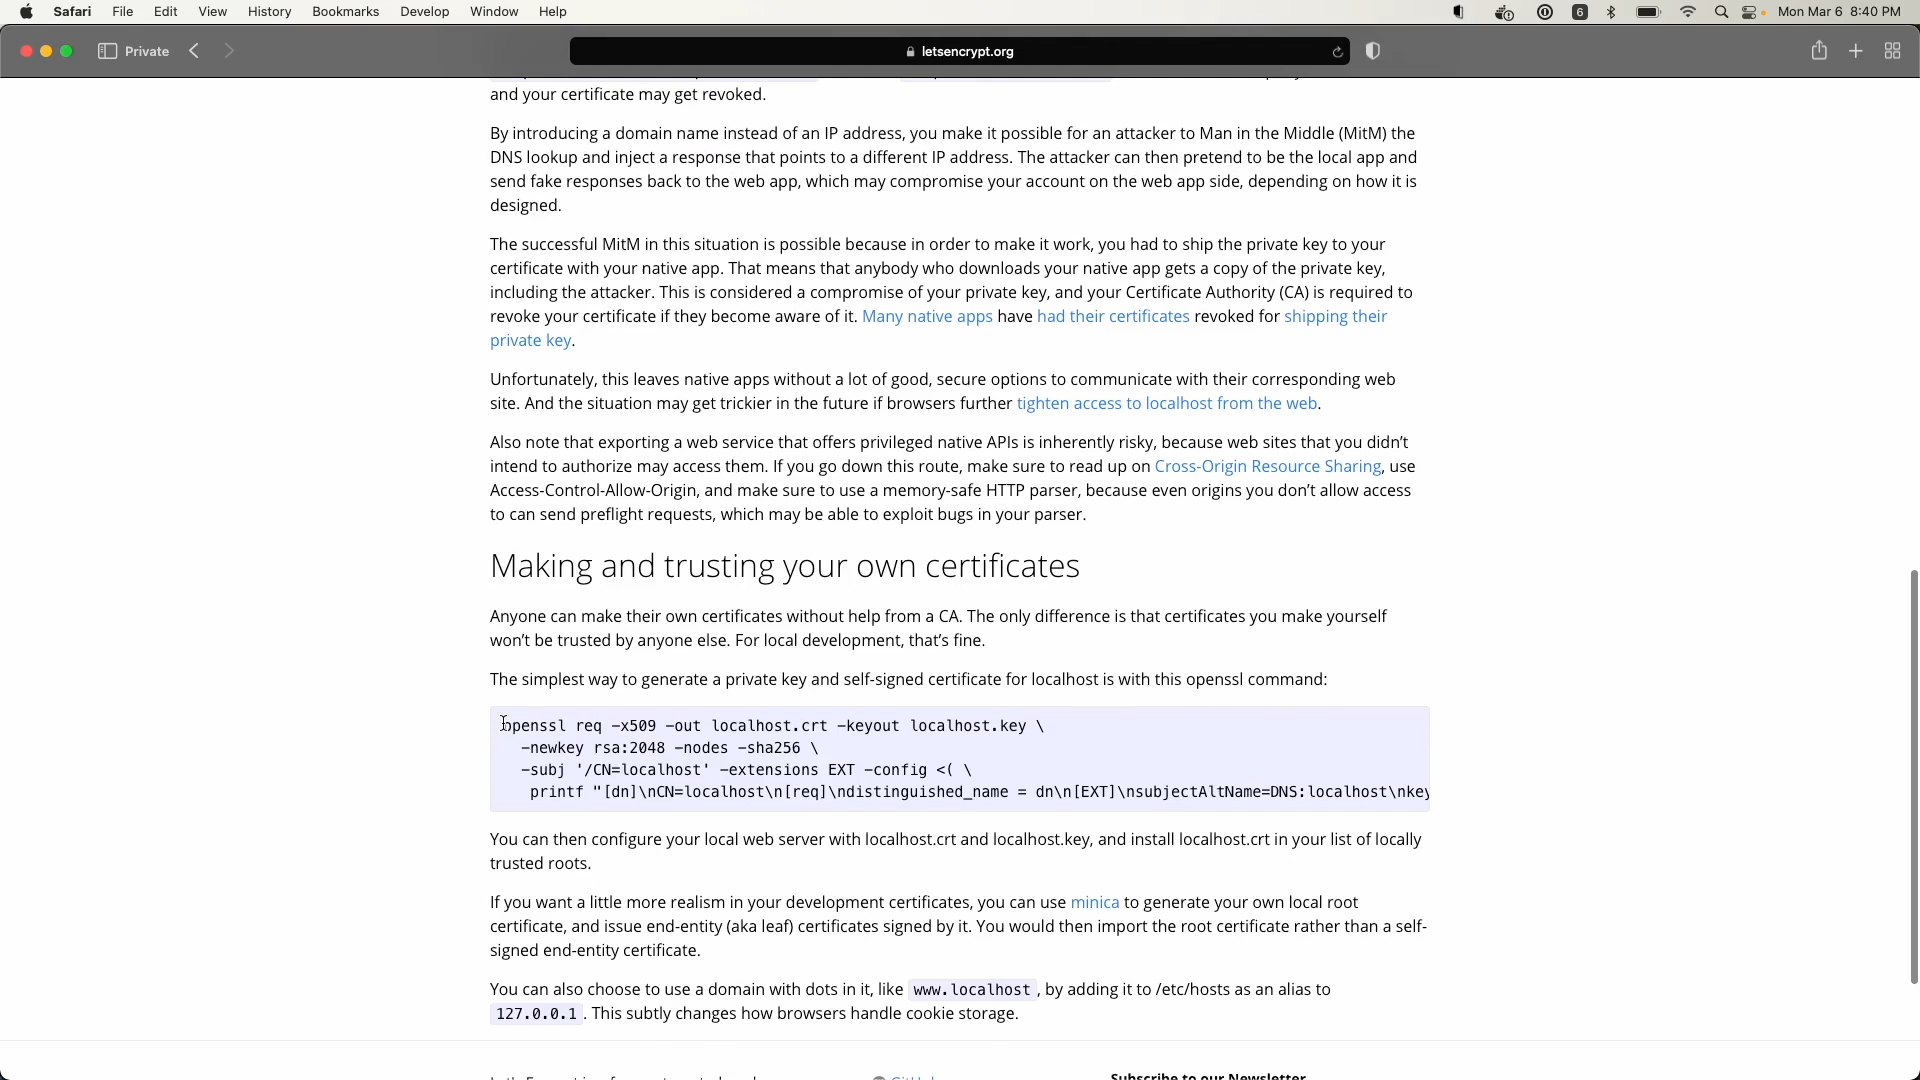 Safari File Edit View History Bookmarks Develop Window Help 6 Mon Mar 6 8:40 PM
Private letsencrypt.org
and your certificate may get revoked.
By introducing a domain name instead of an IP address, you make it possible for an attacker to Man in the Middle (MitM) the
DNS lookup and inject a response that points to a different IP address. The attacker can then pretend to be the local app and
send fake responses back to the web app, which may compromise your account on the web app side, depending on how it is
designed.
The successful MitM in this situation is possible because in order to make it work, you had to ship the private key to your
certificate with your native app. That means that anybody who downloads your native app gets a copy of the private key,
including the attacker. This is considered a compromise of your private key, and your Certificate Authority (CA) is required to
revoke your certificate if they become aware of it. Many native apps have had their certificates revoked for shipping their
private key.
Unfortunately, this leaves native apps without a lot of good, secure options to communicate with their corresponding web
site. And the situation may get trickier in the future if browsers further tighten access to localhost from the web.
Also note that exporting a web service that offers privileged native APIs is inherently risky, because web sites that you didn’t
intend to authorize may access them. If you go down this route, make sure to read up on Cross-Origin Resource Sharing, use
Access-Control-Allow-Origin, and make sure to use a memory-safe HTTP parser, because even origins you don’t allow access
to can send preflight requests, which may be able to exploit bugs in your parser.
Making and trusting your own certificates
Anyone can make their own certificates without help from a CA. The only difference is that certificates you make yourself
won’t be trusted by anyone else. For local development, that’s fine.
The simplest way to generate a private key and self-signed certificate for localhost is with this openssl command:
openssl req -x509 -out localhost.crt -keyout localhost.key \
-newkey rsa:2048 -nodes -sha256 \
-subj '/CN=localhost' -extensions EXT -config <( \
printf "[dn]\nCN=localhost\n[req]\ndistinguished_name = dn\n[EXT]\nsubjectAltName=DNS:localhost\nkey
You can then configure your local web server with localhost.crt and localhost.key, and install localhost.crt in your list of locally
trusted roots.
If you want a little more realism in your development certificates, you can use minica to generate your own local root
certificate, and issue end-entity (aka leaf) certificates signed by it. You would then import the root certificate rather than a self-
signed end-entity certificate.
You can also choose to use a domain with dots in it, like www.localhost, by adding it to /etc/hosts as an alias to
127.0.0.1. This subtly changes how browsers handle cookie storage.
Subscribe to our Newsletter